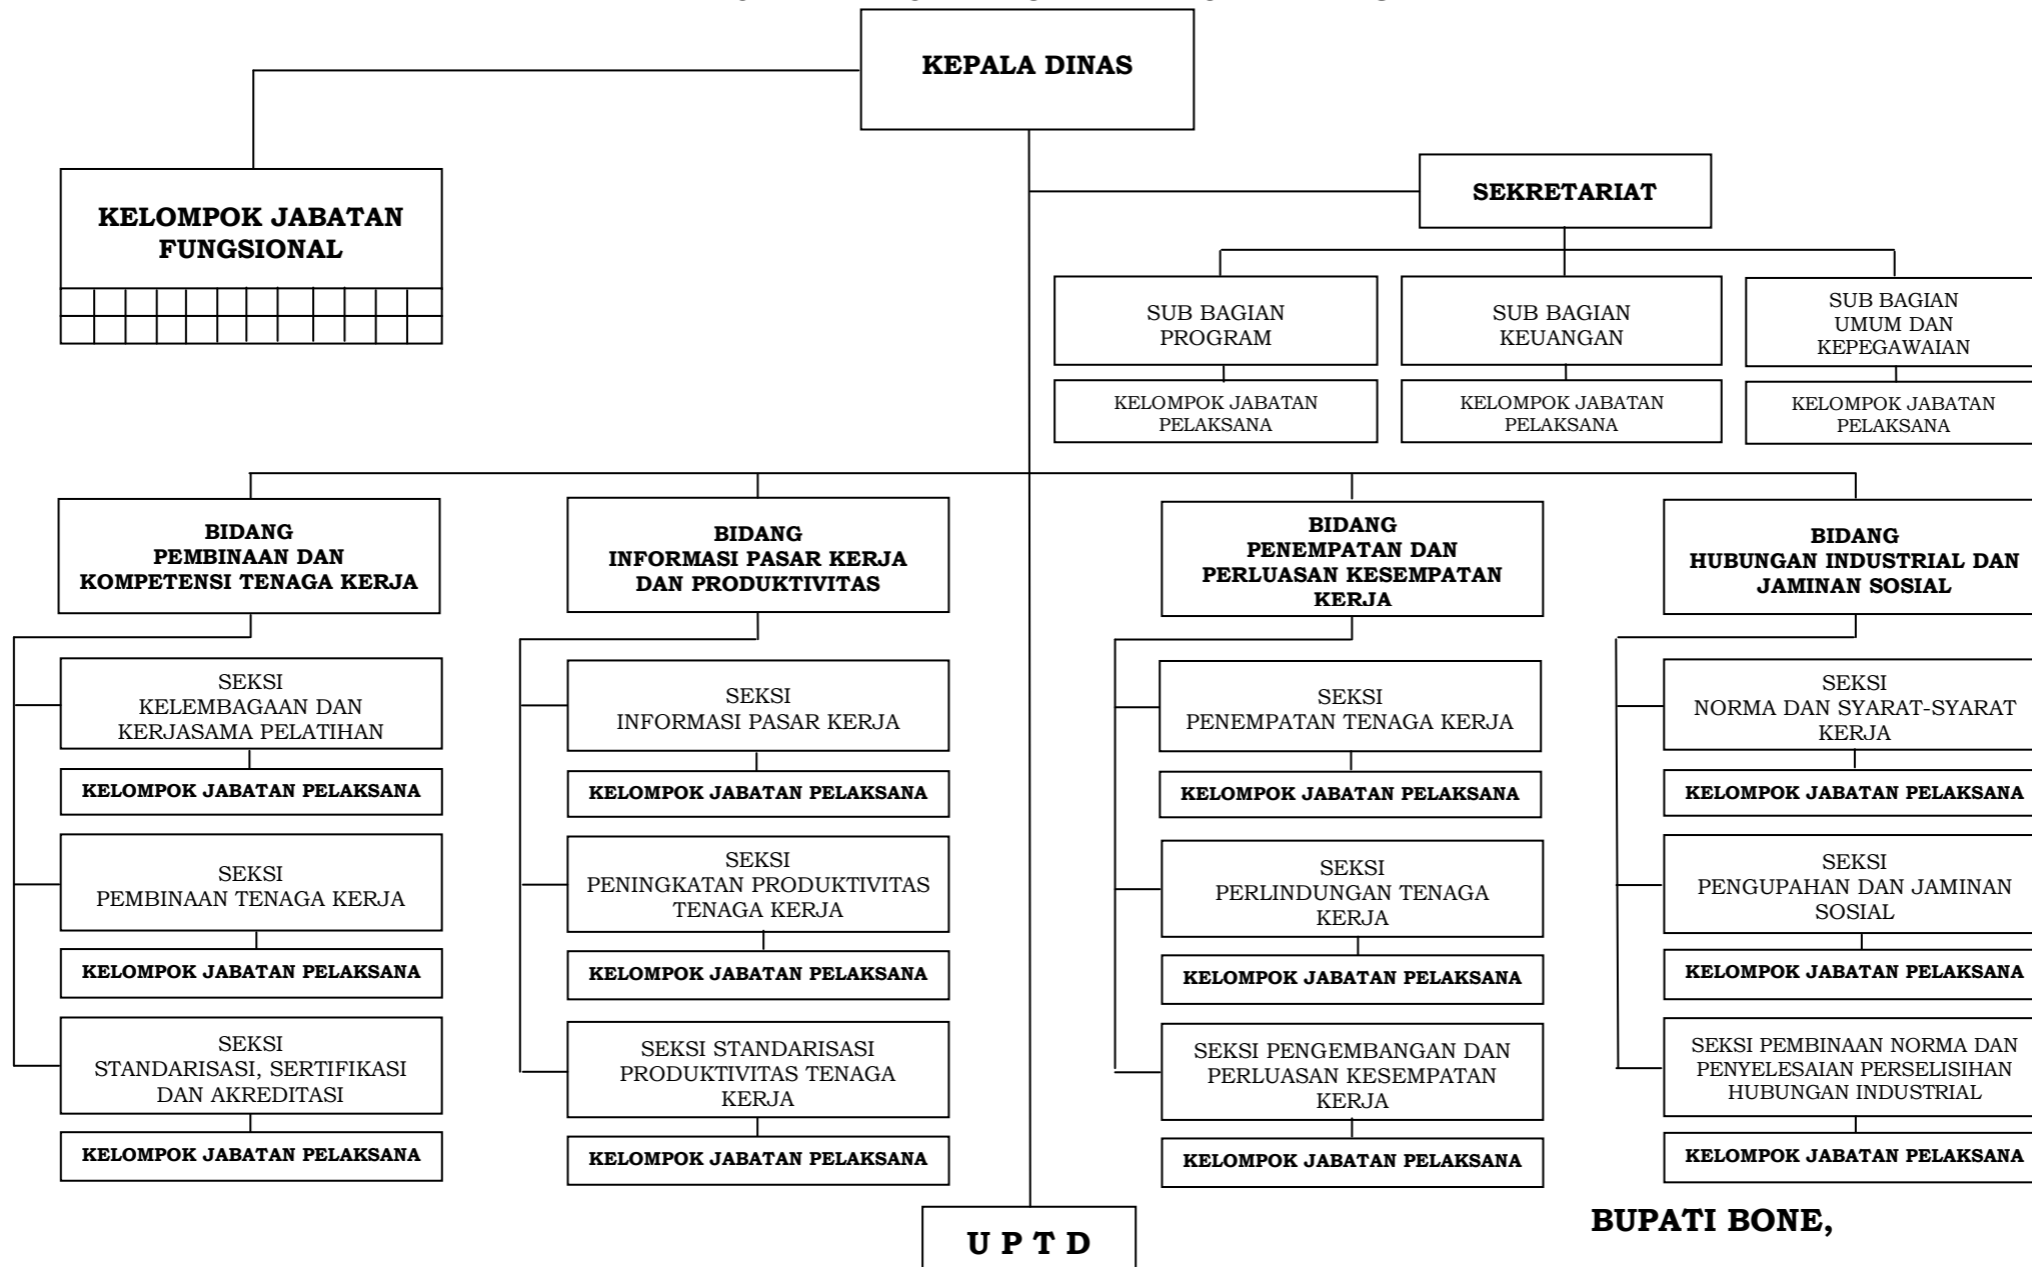 KEPALA DINAS
KELOMPOK JABATAN
FUNGSIONAL
SEKRETARIAT
SUB BAGIAN
PROGRAM
SUB BAGIAN
KEUANGAN
SUB BAGIAN
UMUM DAN
KEPEGAWAIAN
KELOMPOK JABATAN
PELAKSANA
KELOMPOK JABATAN
PELAKSANA
KELOMPOK JABATAN
PELAKSANA
BIDANG
PEMBINAAN DAN
KOMPETENSI TENAGA KERJA
SEKSI
KELEMBAGAAN DAN
KERJASAMA PELATIHAN
KELOMPOK JABATAN PELAKSANA
SEKSI
PEMBINAAN TENAGA KERJA
KELOMPOK JABATAN PELAKSANA
SEKSI
STANDARISASI, SERTIFIKASI
DAN AKREDITASI
KELOMPOK JABATAN PELAKSANA
BIDANG
INFORMASI PASAR KERJA
DAN PRODUKTIVITAS
SEKSI
INFORMASI PASAR KERJA
KELOMPOK JABATAN PELAKSANA
SEKSI
PENINGKATAN PRODUKTIVITAS
TENAGA KERJA
KELOMPOK JABATAN PELAKSANA
SEKSI STANDARISASI
PRODUKTIVITAS TENAGA
KERJA
KELOMPOK JABATAN PELAKSANA
BIDANG
PENEMPATAN DAN
PERLUASAN KESEMPATAN
KERJA
SEKSI
PENEMPATAN TENAGA KERJA
KELOMPOK JABATAN PELAKSANA
SEKSI
PERLINDUNGAN TENAGA
KERJA
KELOMPOK JABATAN PELAKSANA
SEKSI PENGEMBANGAN DAN
PERLUASAN KESEMPATAN
KERJA
KELOMPOK JABATAN PELAKSANA
BIDANG
HUBUNGAN INDUSTRIAL DAN
JAMINAN SOSIAL
SEKSI
NORMA DAN SYARAT-SYARAT
KERJA
KELOMPOK JABATAN PELAKSANA
SEKSI
PENGUPAHAN DAN JAMINAN
SOSIAL
KELOMPOK JABATAN PELAKSANA
SEKSI PEMBINAAN NORMA DAN
PENYELESAIAN PERSELISIHAN
HUBUNGAN INDUSTRIAL
KELOMPOK JABATAN PELAKSANA
U P T D
BUPATI BONE,